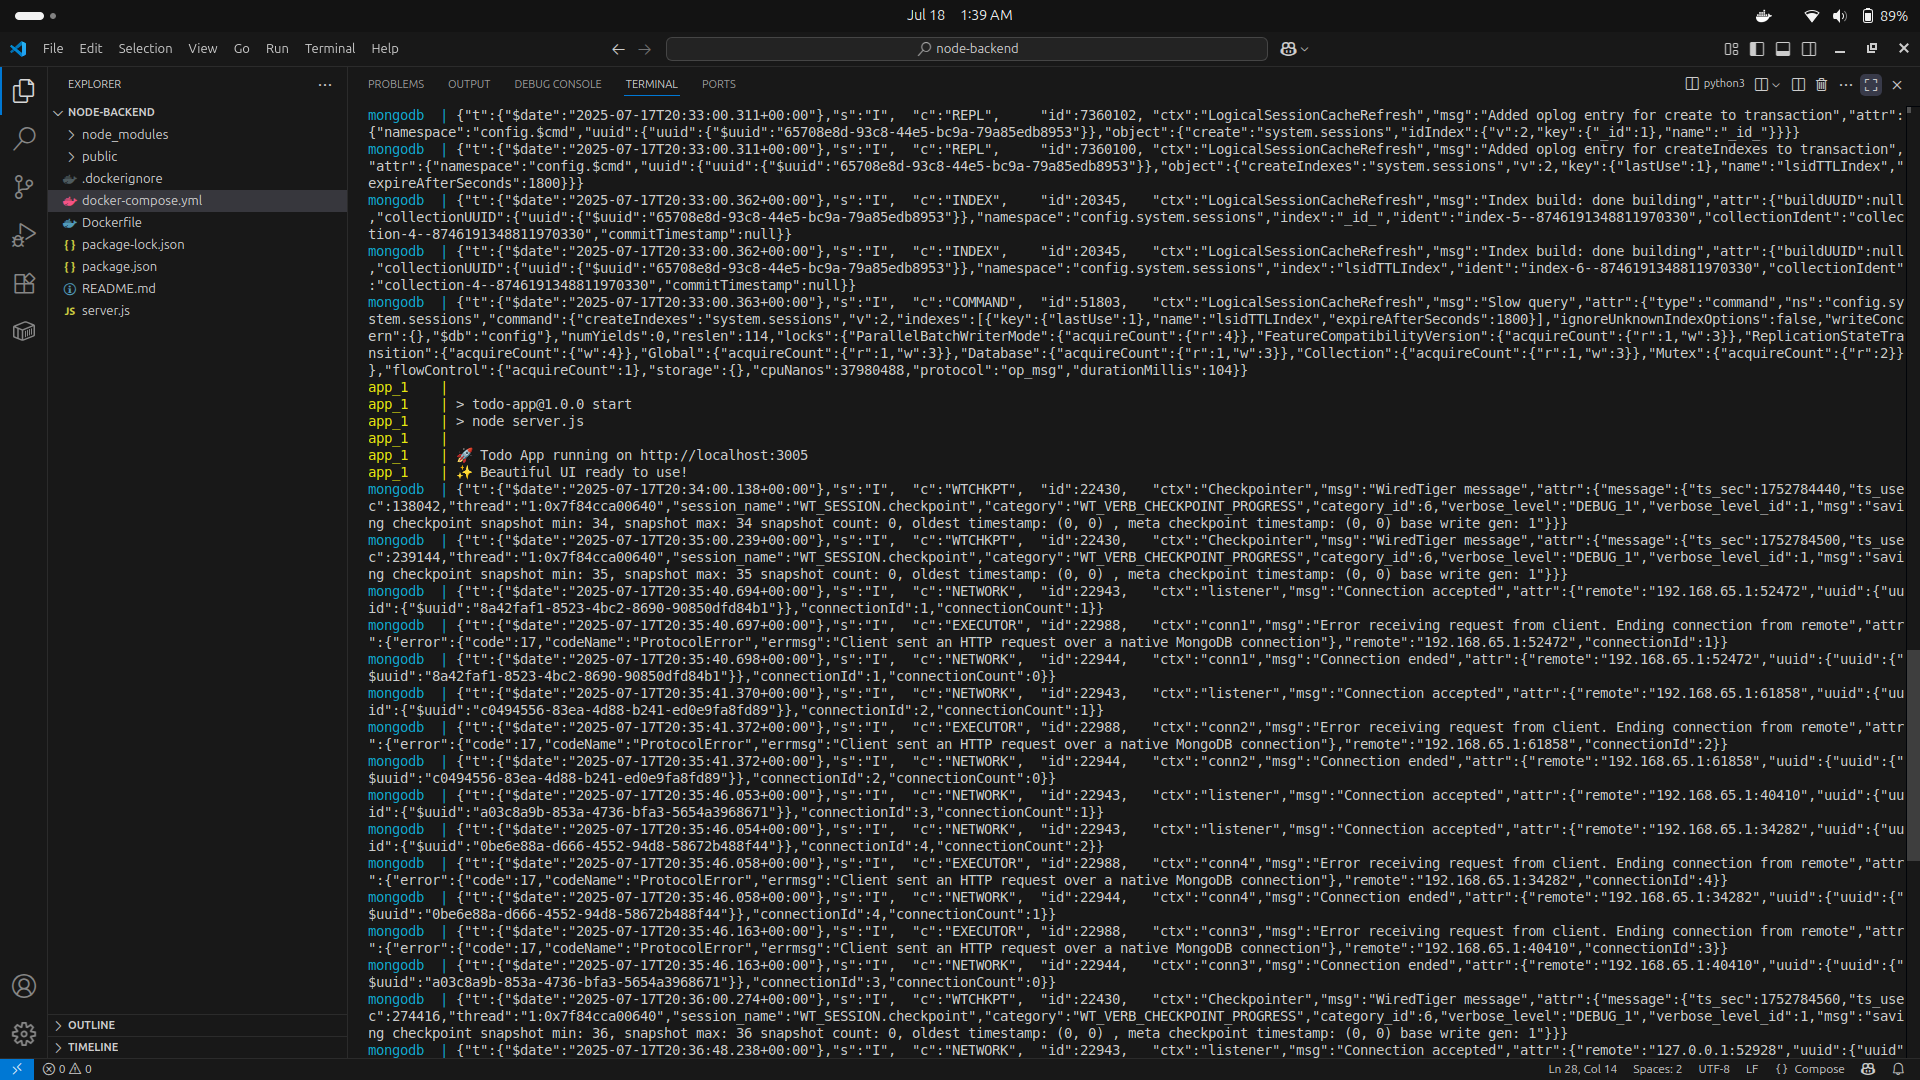 Jul 18 1:39 AM
89%
File Edit Selection View Go Run Terminal Help
node-backend
EXPLORER
NODE-BACKEND
node_modules
public
.dockerignore
docker-compose.yml
Dockerfile
package-lock.json
package.json
README.md
JS server.js
OUTLINE
TIMELINE
PROBLEMS OUTPUT DEBUG CONSOLE TERMINAL PORTS
python3
mongodb | {"t":{"$date":"2025-07-17T20:33:00.311+00:00"},"s":"I", "c":"REPL", "id":7360102, "ctx":"LogicalSessionCacheRefresh","msg":"Added oplog entry for create to transaction","attr":
{"namespace":"config.$cmd","uuid":{"uuid":{"$uuid":"65708e8d-93c8-44e5-bc9a-79a85edb8953"}},"object":{"create":"system.sessions","idIndex":{"v":2,"key":{"_id":1},"name":"_id_"}}}}
mongodb | {"t":{"$date":"2025-07-17T20:33:00.311+00:00"},"s":"I", "c":"REPL", "id":7360100, "ctx":"LogicalSessionCacheRefresh","msg":"Added oplog entry for createIndexes to transaction",
"attr":{"namespace":"config.$cmd","uuid":{"uuid":{"$uuid":"65708e8d-93c8-44e5-bc9a-79a85edb8953"}},"object":{"createIndexes":"system.sessions","v":2,"key":{"lastUse":1},"name":"lsidTTLIndex","
expireAfterSeconds":1800}}}
mongodb | {"t":{"$date":"2025-07-17T20:33:00.362+00:00"},"s":"I", "c":"INDEX", "id":20345, "ctx":"LogicalSessionCacheRefresh","msg":"Index build: done building","attr":{"buildUUID":null
,"collectionUUID":{"uuid":{"$uuid":"65708e8d-93c8-44e5-bc9a-79a85edb8953"}},"namespace":"config.system.sessions","index":"_id_","ident":"index-5--8746191348811970330","collectionIdent":"collec
tion-4--8746191348811970330","commitTimestamp":null}}
mongodb | {"t":{"$date":"2025-07-17T20:33:00.362+00:00"},"s":"I", "c":"INDEX", "id":20345, "ctx":"LogicalSessionCacheRefresh","msg":"Index build: done building","attr":{"buildUUID":null
,"collectionUUID":{"uuid":{"$uuid":"65708e8d-93c8-44e5-bc9a-79a85edb8953"}},"namespace":"config.system.sessions","index":"lsidTTLIndex","ident":"index-6--8746191348811970330","collectionIdent"
:"collection-4--8746191348811970330","commitTimestamp":null}}
mongodb | {"t":{"$date":"2025-07-17T20:33:00.363+00:00"},"s":"I", "c":"COMMAND", "id":51803, "ctx":"LogicalSessionCacheRefresh","msg":"Slow query","attr":{"type":"command","ns":"config.sy
stem.sessions","command":{"createIndexes":"system.sessions","v":2,"indexes":[{"key":{"lastUse":1},"name":"lsidTTLIndex","expireAfterSeconds":1800}],"ignoreUnknownIndexOptions":false,"writeConc
ern":{},"$db":"config"},"numYields":0,"reslen":114,"locks":{"ParallelBatchWriterMode":{"acquireCount":{"r":4}},"FeatureCompatibilityVersion":{"acquireCount":{"r":1,"w":3}},"ReplicationStateTra
nsition":{"acquireCount":{"w":4}},"Global":{"acquireCount":{"r":1,"w":3}},"Database":{"acquireCount":{"r":1,"w":3}},"Collection":{"acquireCount":{"r":1,"w":3}},"Mutex":{"acquireCount":{"r":2}}
},"flowControl":{"acquireCount":1},"storage":{},"cpuNanos":37980488,"protocol":"op_msg","durationMillis":104}}
app_1 |
app_1 | > todo-app@1.0.0 start
app_1 | > node server.js
app_1 |
app_1 | 🚀 Todo App running on http://localhost:3005
app_1 | ✨ Beautiful UI ready to use!
mongodb | {"t":{"$date":"2025-07-17T20:34:00.138+00:00"},"s":"I", "c":"WTCHKPT", "id":22430, "ctx":"Checkpointer","msg":"WiredTiger message","attr":{"message":{"ts_sec":1752784440,"ts_use
c":138042,"thread":"1:0x7f84cca00640","session_name":"WT_SESSION.checkpoint","category":"WT_VERB_CHECKPOINT_PROGRESS","category_id":6,"verbose_level":"DEBUG_1","verbose_level_id":1,"msg":"savi
ng checkpoint snapshot min: 34, snapshot max: 34 snapshot count: 0, oldest timestamp: (0, 0) , meta checkpoint timestamp: (0, 0) base write gen: 1"}}}
mongodb | {"t":{"$date":"2025-07-17T20:35:00.239+00:00"},"s":"I", "c":"WTCHKPT", "id":22430, "ctx":"Checkpointer","msg":"WiredTiger message","attr":{"message":{"ts_sec":1752784500,"ts_use
c":239144,"thread":"1:0x7f84cca00640","session_name":"WT_SESSION.checkpoint","category":"WT_VERB_CHECKPOINT_PROGRESS","category_id":6,"verbose_level":"DEBUG_1","verbose_level_id":1,"msg":"savi
ng checkpoint snapshot min: 35, snapshot max: 35 snapshot count: 0, oldest timestamp: (0, 0) , meta checkpoint timestamp: (0, 0) base write gen: 1"}}}
mongodb | {"t":{"$date":"2025-07-17T20:35:40.694+00:00"},"s":"I", "c":"NETWORK", "id":22943, "ctx":"listener","msg":"Connection accepted","attr":{"remote":"192.168.65.1:52472","uuid":{"uu
id":{"$uuid":"8a42faf1-8523-4bc2-8690-90850dfd84b1"}},"connectionId":1,"connectionCount":1}}
mongodb | {"t":{"$date":"2025-07-17T20:35:40.697+00:00"},"s":"I", "c":"EXECUTOR", "id":22988, "ctx":"conn1","msg":"Error receiving request from client. Ending connection from remote","attr
":{"error":{"code":17,"codeName":"ProtocolError","errmsg":"Client sent an HTTP request over a native MongoDB connection"},"remote":"192.168.65.1:52472","connectionId":1}}
mongodb | {"t":{"$date":"2025-07-17T20:35:40.698+00:00"},"s":"I", "c":"NETWORK", "id":22944, "ctx":"conn1","msg":"Connection ended","attr":{"remote":"192.168.65.1:52472","uuid":{"uuid":{"
$uuid":"8a42faf1-8523-4bc2-8690-90850dfd84b1"}},"connectionId":1,"connectionCount":0}}
mongodb | {"t":{"$date":"2025-07-17T20:35:41.370+00:00"},"s":"I", "c":"NETWORK", "id":22943, "ctx":"listener","msg":"Connection accepted","attr":{"remote":"192.168.65.1:61858","uuid":{"uu
id":{"$uuid":"c0494556-83ea-4d88-b241-ed0e9fa8fd89"}},"connectionId":2,"connectionCount":1}}
mongodb | {"t":{"$date":"2025-07-17T20:35:41.372+00:00"},"s":"I", "c":"EXECUTOR", "id":22988, "ctx":"conn2","msg":"Error receiving request from client. Ending connection from remote","attr
":{"error":{"code":17,"codeName":"ProtocolError","errmsg":"Client sent an HTTP request over a native MongoDB connection"},"remote":"192.168.65.1:61858","connectionId":2}}
mongodb | {"t":{"$date":"2025-07-17T20:35:41.372+00:00"},"s":"I", "c":"NETWORK", "id":22944, "ctx":"conn2","msg":"Connection ended","attr":{"remote":"192.168.65.1:61858","uuid":{"uuid":{"
$uuid":"c0494556-83ea-4d88-b241-ed0e9fa8fd89"}},"connectionId":2,"connectionCount":0}}
mongodb | {"t":{"$date":"2025-07-17T20:35:46.053+00:00"},"s":"I", "c":"NETWORK", "id":22943, "ctx":"listener","msg":"Connection accepted","attr":{"remote":"192.168.65.1:40410","uuid":{"uu
id":{"$uuid":"a03c8a9b-853a-4736-bfa3-5654a3968671"}},"connectionId":3,"connectionCount":1}}
mongodb | {"t":{"$date":"2025-07-17T20:35:46.054+00:00"},"s":"I", "c":"NETWORK", "id":22943, "ctx":"listener","msg":"Connection accepted","attr":{"remote":"192.168.65.1:34282","uuid":{"uu
id":{"$uuid":"0be6e88a-d666-4552-94d8-58672b488f44"}},"connectionId":4,"connectionCount":2}}
mongodb | {"t":{"$date":"2025-07-17T20:35:46.058+00:00"},"s":"I", "c":"EXECUTOR", "id":22988, "ctx":"conn4","msg":"Error receiving request from client. Ending connection from remote","attr
":{"error":{"code":17,"codeName":"ProtocolError","errmsg":"Client sent an HTTP request over a native MongoDB connection"},"remote":"192.168.65.1:34282","connectionId":4}}
mongodb | {"t":{"$date":"2025-07-17T20:35:46.058+00:00"},"s":"I", "c":"NETWORK", "id":22944, "ctx":"conn4","msg":"Connection ended","attr":{"remote":"192.168.65.1:34282","uuid":{"uuid":{"
$uuid":"0be6e88a-d666-4552-94d8-58672b488f44"}},"connectionId":4,"connectionCount":1}}
mongodb | {"t":{"$date":"2025-07-17T20:35:46.163+00:00"},"s":"I", "c":"EXECUTOR", "id":22988, "ctx":"conn3","msg":"Error receiving request from client. Ending connection from remote","attr
":{"error":{"code":17,"codeName":"ProtocolError","errmsg":"Client sent an HTTP request over a native MongoDB connection"},"remote":"192.168.65.1:40410","connectionId":3}}
mongodb | {"t":{"$date":"2025-07-17T20:35:46.163+00:00"},"s":"I", "c":"NETWORK", "id":22944, "ctx":"conn3","msg":"Connection ended","attr":{"remote":"192.168.65.1:40410","uuid":{"uuid":{"
$uuid":"a03c8a9b-853a-4736-bfa3-5654a3968671"}},"connectionId":3,"connectionCount":0}}
mongodb | {"t":{"$date":"2025-07-17T20:36:00.274+00:00"},"s":"I", "c":"WTCHKPT", "id":22430, "ctx":"Checkpointer","msg":"WiredTiger message","attr":{"message":{"ts_sec":1752784560,"ts_use
c":274416,"thread":"1:0x7f84cca00640","session_name":"WT_SESSION.checkpoint","category":"WT_VERB_CHECKPOINT_PROGRESS","category_id":6,"verbose_level":"DEBUG_1","verbose_level_id":1,"msg":"savi
ng checkpoint snapshot min: 36, snapshot max: 36 snapshot count: 0, oldest timestamp: (0, 0) , meta checkpoint timestamp: (0, 0) base write gen: 1"}}}
mongodb | {"t":{"$date":"2025-07-17T20:36:48.238+00:00"},"s":"I", "c":"NETWORK", "id":22943, "ctx":"listener","msg":"Connection accepted","attr":{"remote":"127.0.0.1:52928","uuid":{"uuid"
0 0
Ln 28, Col 14 Spaces: 2 UTF-8 LF {} Compose